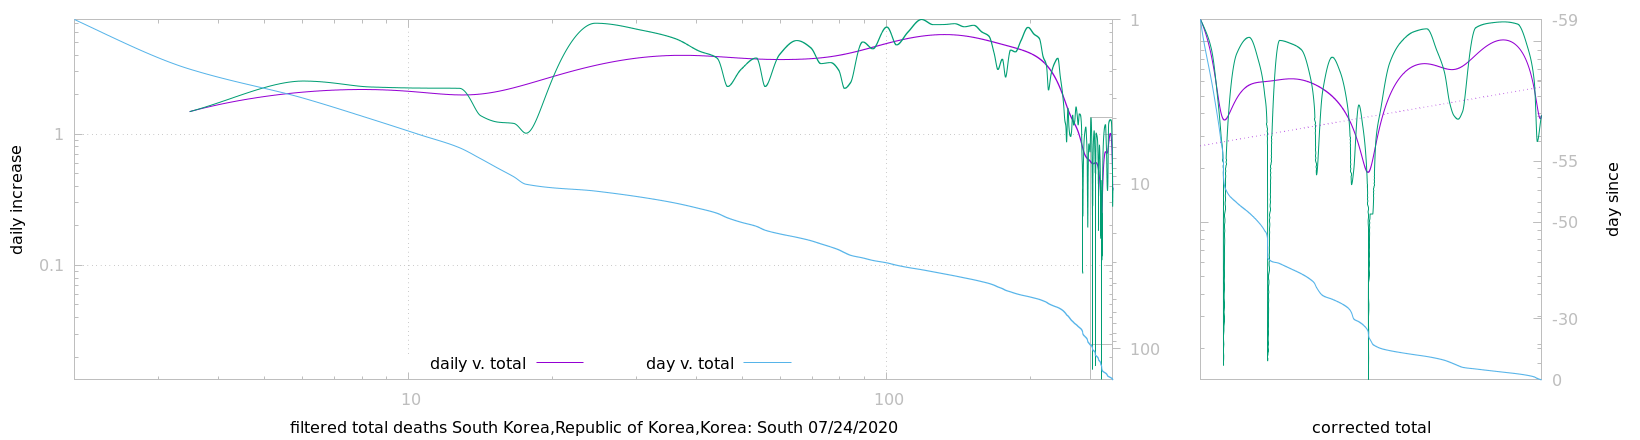 1
-59
daily increase
1
10
-55
-50
day since
0.1
-30
daily v. total
day v. total
100
0
10
100
filtered total deaths South Korea,Republic of Korea,Korea: South 07/24/2020
corrected total